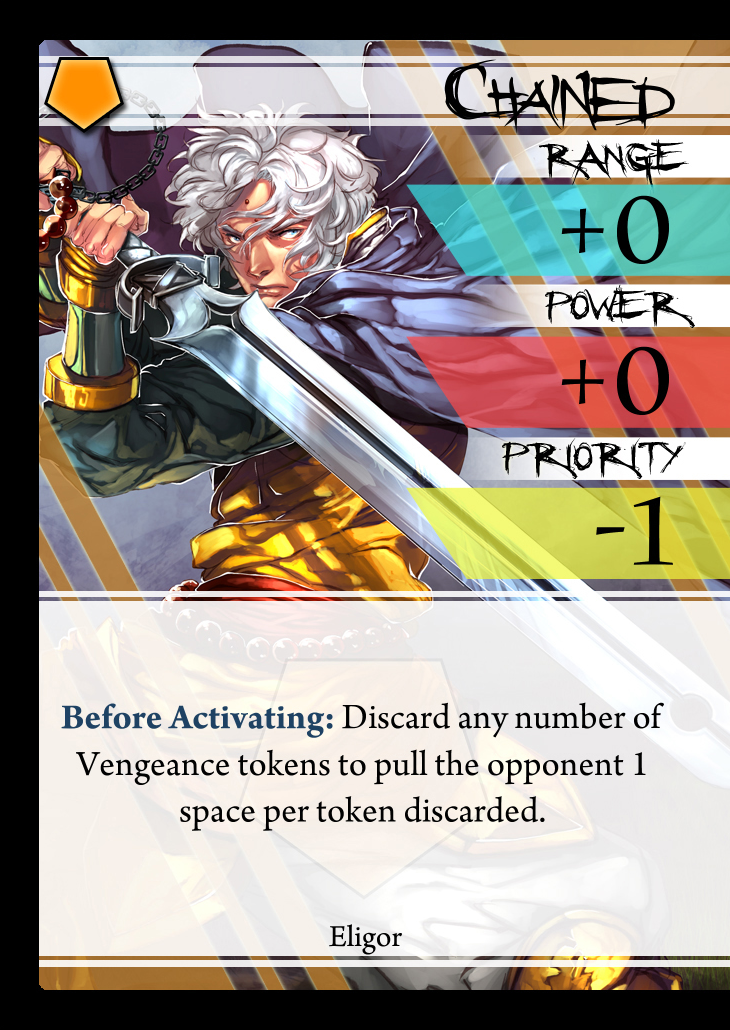 Chained
Range
+0
Power
+0
Priority
-1
Before Activating: Discard any number of
Vengeance tokens to pull the opponent 1
space per token discarded.
Eligor